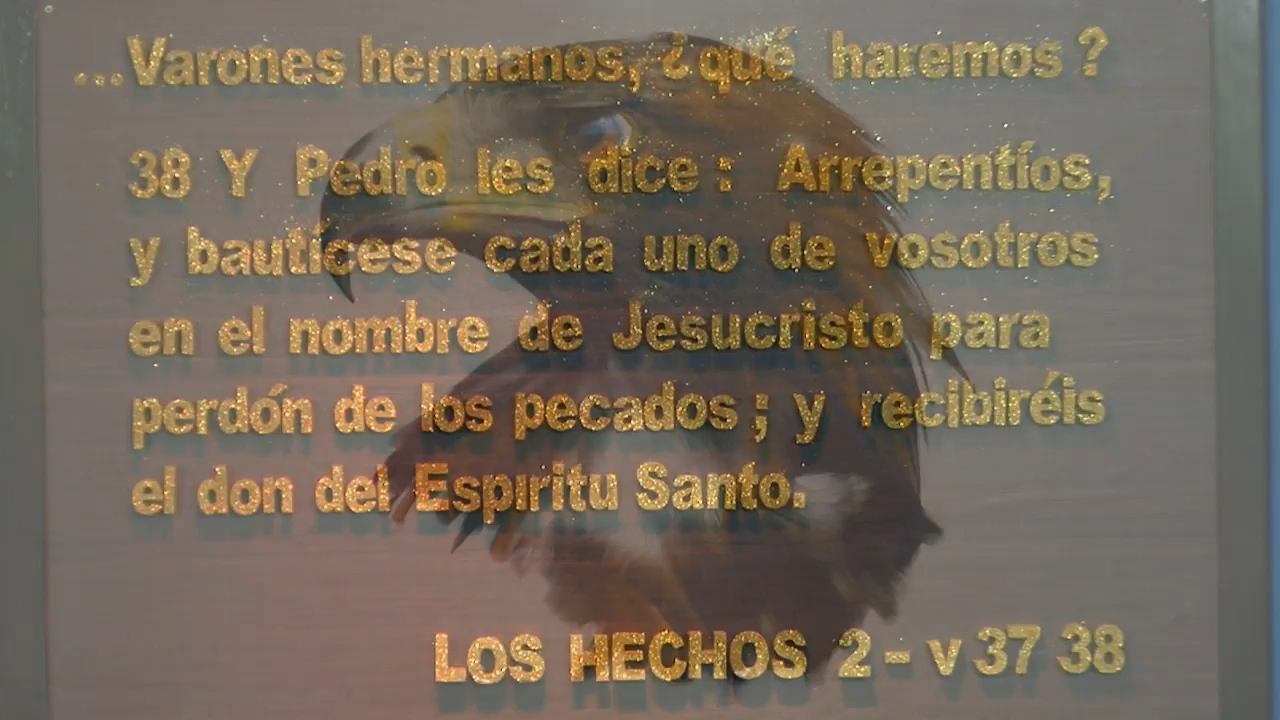 ...Varones hermanos, ¿qué haremos?
38 Y Pedro les dice: Arrepentíos,
y bautícese cada uno de vosotros
en el nombre de Jesucristo para
perdón de los pecados; y recibiréis
el don del Espiritu Santo.
LOS HECHOS 2- v 37 38